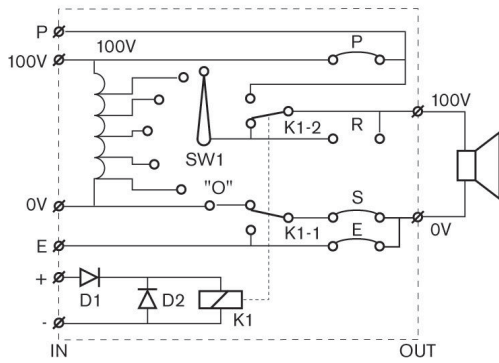 P
100V
100V
P
100V
SW1
K1-2
R
"O"
0V
S
K1-1
E
0V
E
+
D1
D2
K1
-
IN
OUT